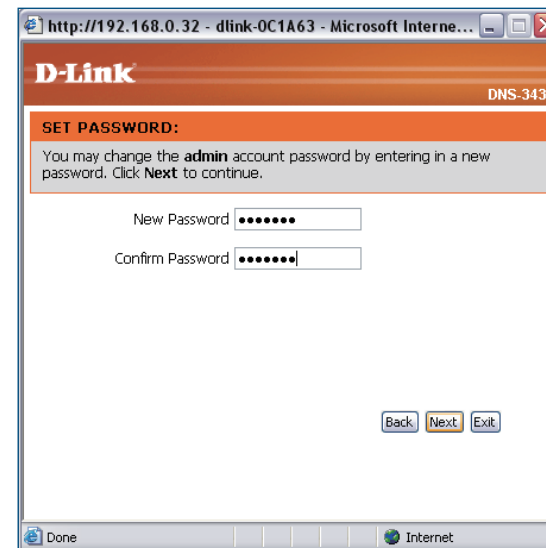 http://192.168.0.32 - dlink-0C1A63 - Microsoft Interne...
D-Link
DNS-343
SET PASSWORD:
You may change the admin account password by entering in a new
password. Click Next to continue.
New Password •••••••
Confirm Password •••••••
Back Next Exit
Done Internet